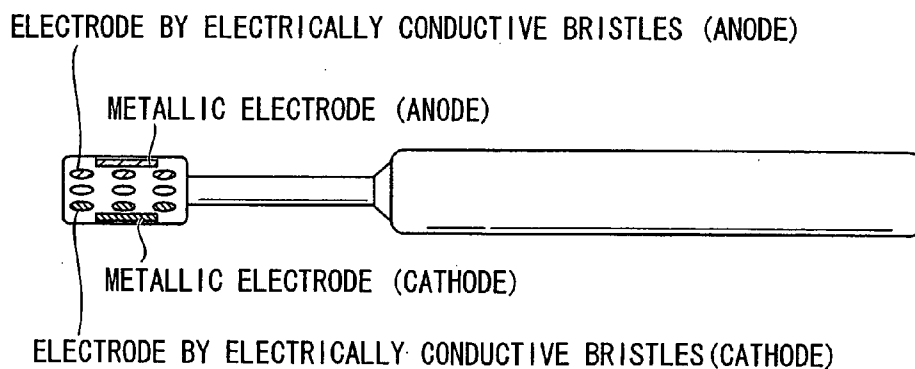 ELECTRODE BY ELECTRICALLY CONDUCTIVE BRISTLES (ANODE)
METALLIC ELECTRODE (ANODE)
METALLIC ELECTRODE (CATHODE)
ELECTRODE BY ELECTRICALLY CONDUCTIVE BRISTLES(CATHODE)